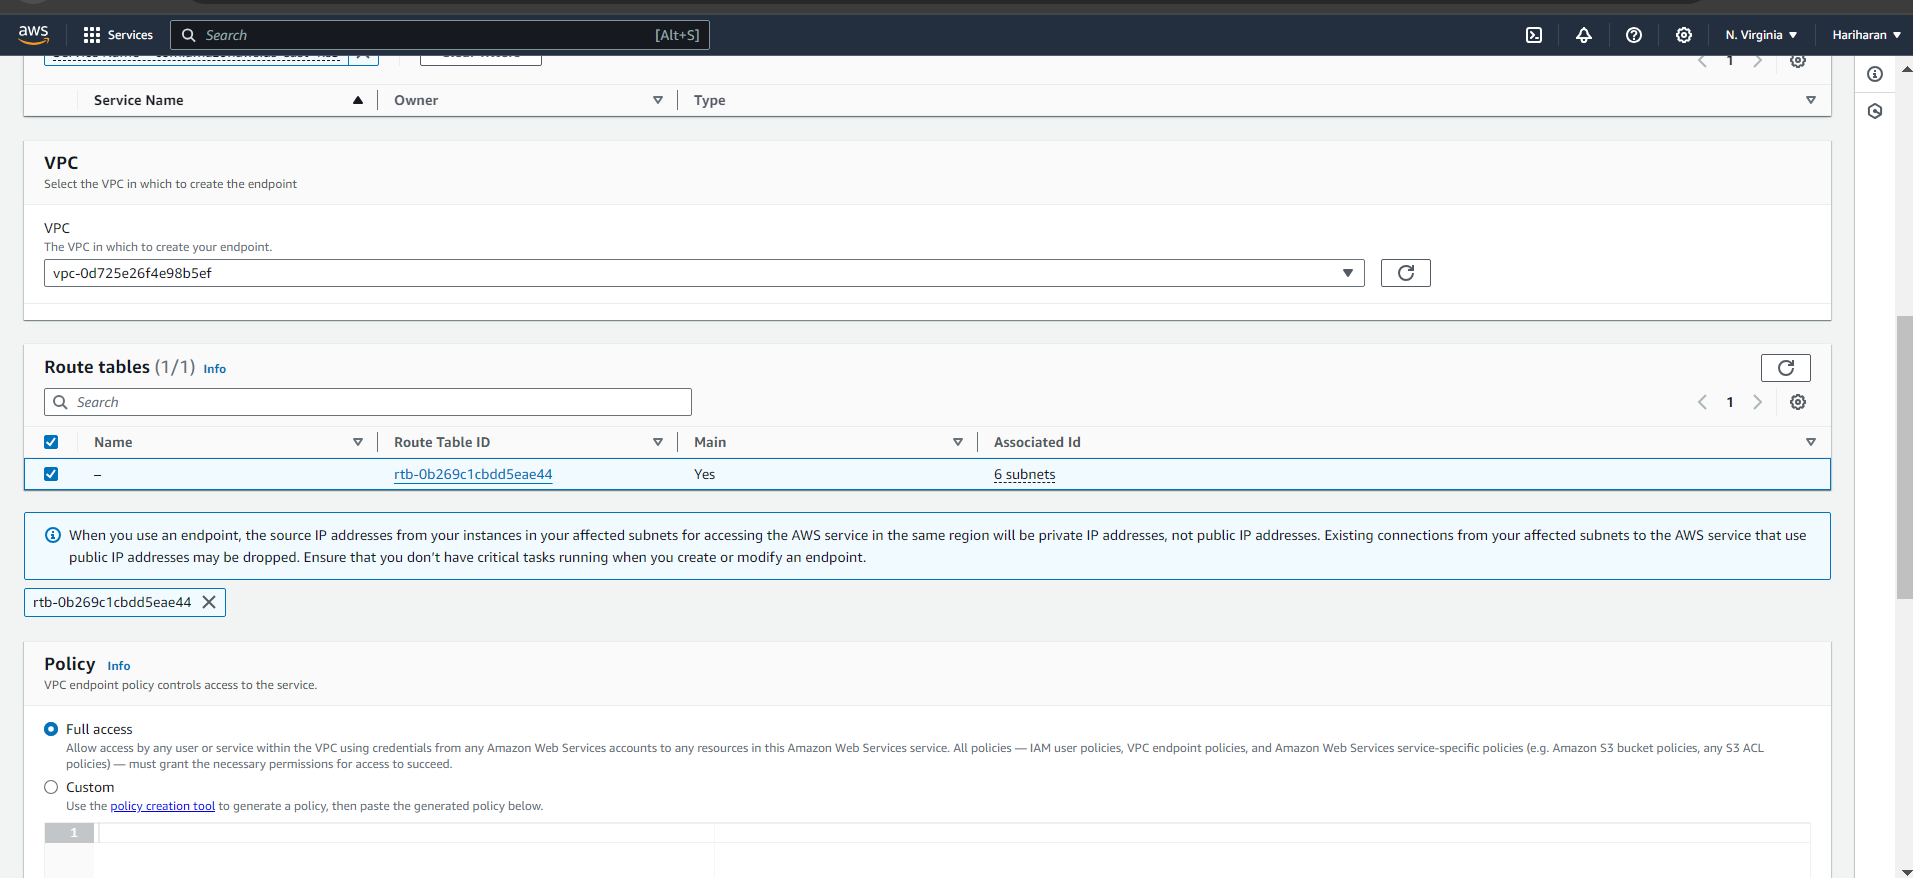 aws
Services
Search
[Alt+S]
N. Virginia
Hariharan
1
Service Name
Owner
Type
VPC
Select the VPC in which to create the endpoint
VPC
The VPC in which to create your endpoint.
vpc-0d725e26f4e98b5ef
Route tables (1/1) Info
Search
1
Name
Route Table ID
Main
Associated Id
–
rtb-0b269c1cbdd5eae44
Yes
6 subnets
When you use an endpoint, the source IP addresses from your instances in your affected subnets for accessing the AWS service in the same region will be private IP addresses, not public IP addresses. Existing connections from your affected subnets to the AWS service that use
public IP addresses may be dropped. Ensure that you don’t have critical tasks running when you create or modify an endpoint.
rtb-0b269c1cbdd5eae44
Policy Info
VPC endpoint policy controls access to the service.
Full access
Allow access by any user or service within the VPC using credentials from any Amazon Web Services accounts to any resources in this Amazon Web Services service. All policies — IAM user policies, VPC endpoint policies, and Amazon Web Services service-specific policies (e.g. Amazon S3 bucket policies, any S3 ACL
policies) — must grant the necessary permissions for access to succeed.
Custom
Use the policy creation tool to generate a policy, then paste the generated policy below.
1